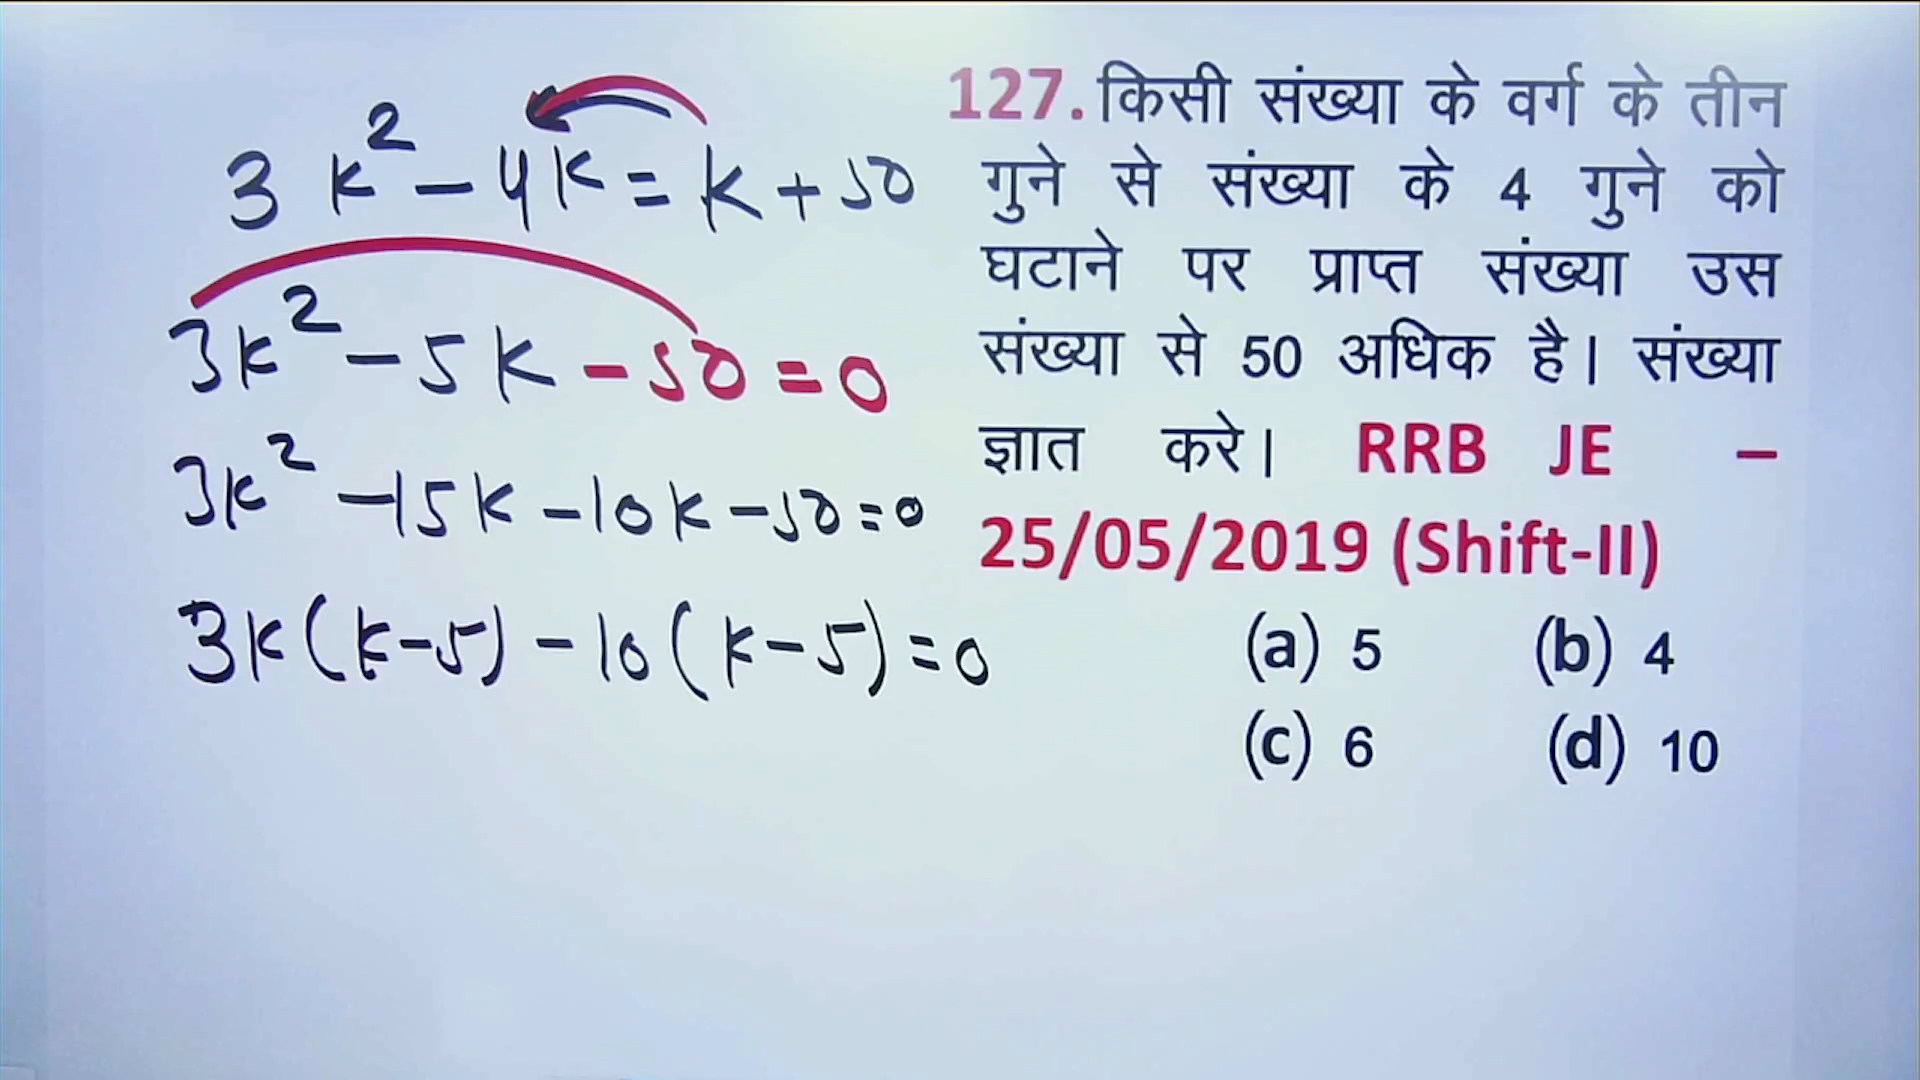 3k² - 4k = k + 50
3k² - 5k - 50 = 0
3k² - 15k - 10k - 50 = 0
3k(k-5) - 10(k-5) = 0
127. किसी संख्या के वर्ग के तीन
गुने से संख्या के 4 गुने को
घटाने पर प्राप्त संख्या उस
संख्या से 50 अधिक है। संख्या
ज्ञात करे। RRB JE –
25/05/2019 (Shift-II)
(a) 5 (b) 4
(c) 6 (d) 10